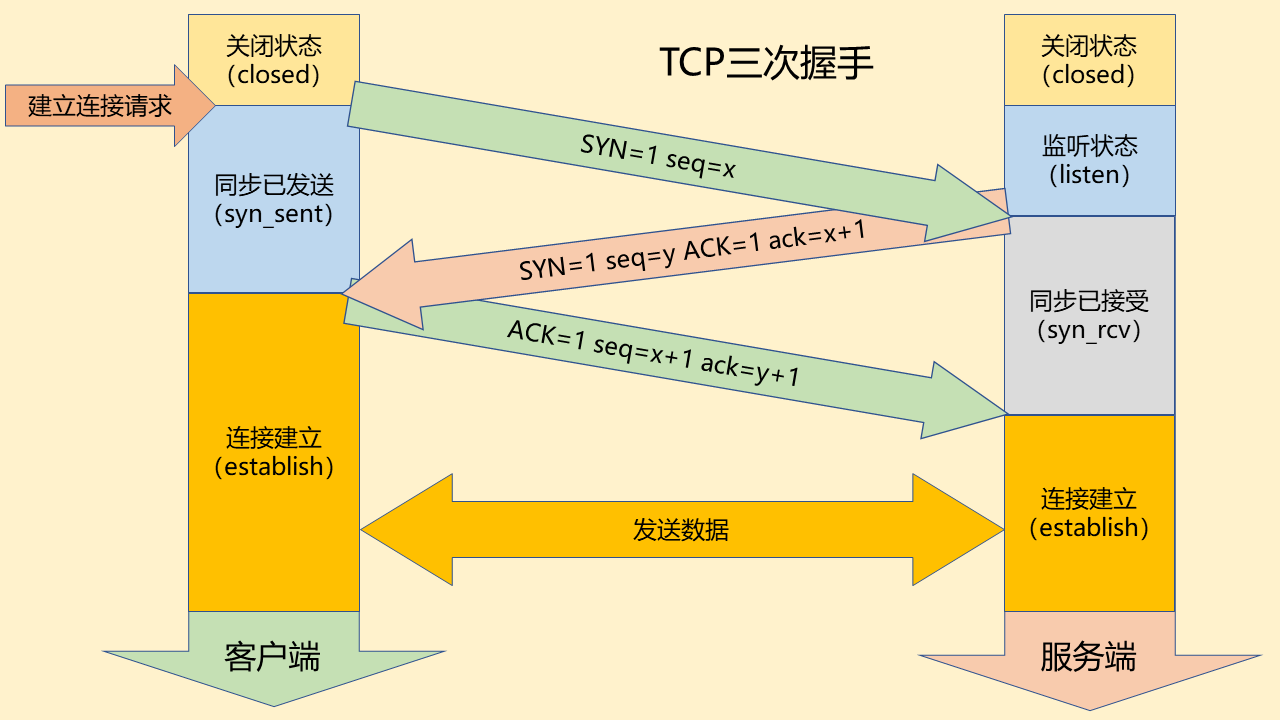 TCP三次握手
关闭状态
（closed）
建立连接请求
同步已发送
（syn_sent）
连接建立
（establish）
客户端
SYN=1 seq=x
SYN=1 seq=y ACK=1 ack=x+1
ACK=1 seq=x+1 ack=y+1
发送数据
关闭状态
（closed）
监听状态
（listen）
同步已接受
（syn_rcv）
连接建立
（establish）
服务端